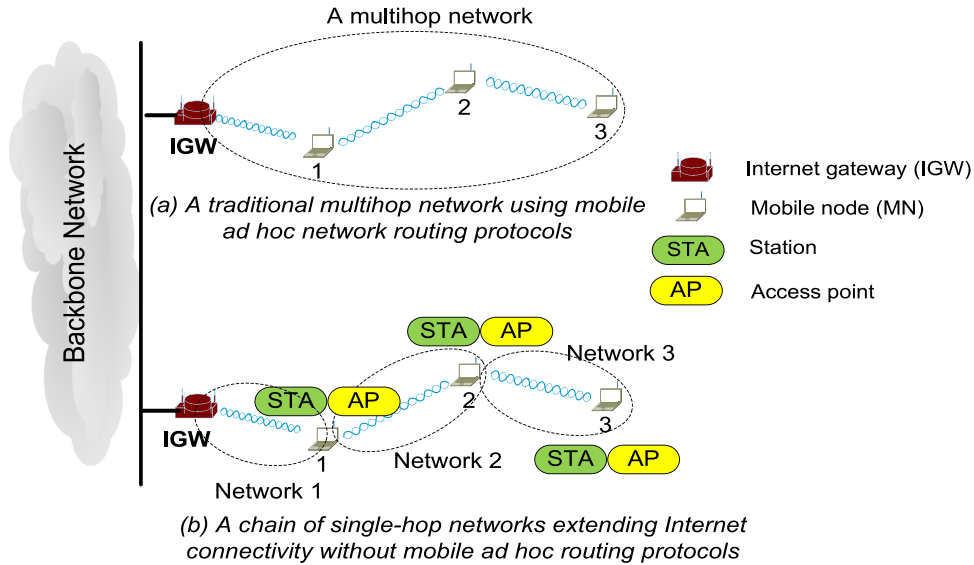 A multihop network
Backbone Network
IGW
1
2
3
(a) A traditional multihop network using mobile
ad hoc network routing protocols
Internet gateway (IGW)
Mobile node (MN)
STA
Station
AP
Access point
STA AP
Network 3
STA AP
2
IGW
1
3
Network 2
STA AP
Network 1
(b) A chain of single-hop networks extending Internet
connectivity without mobile ad hoc routing protocols